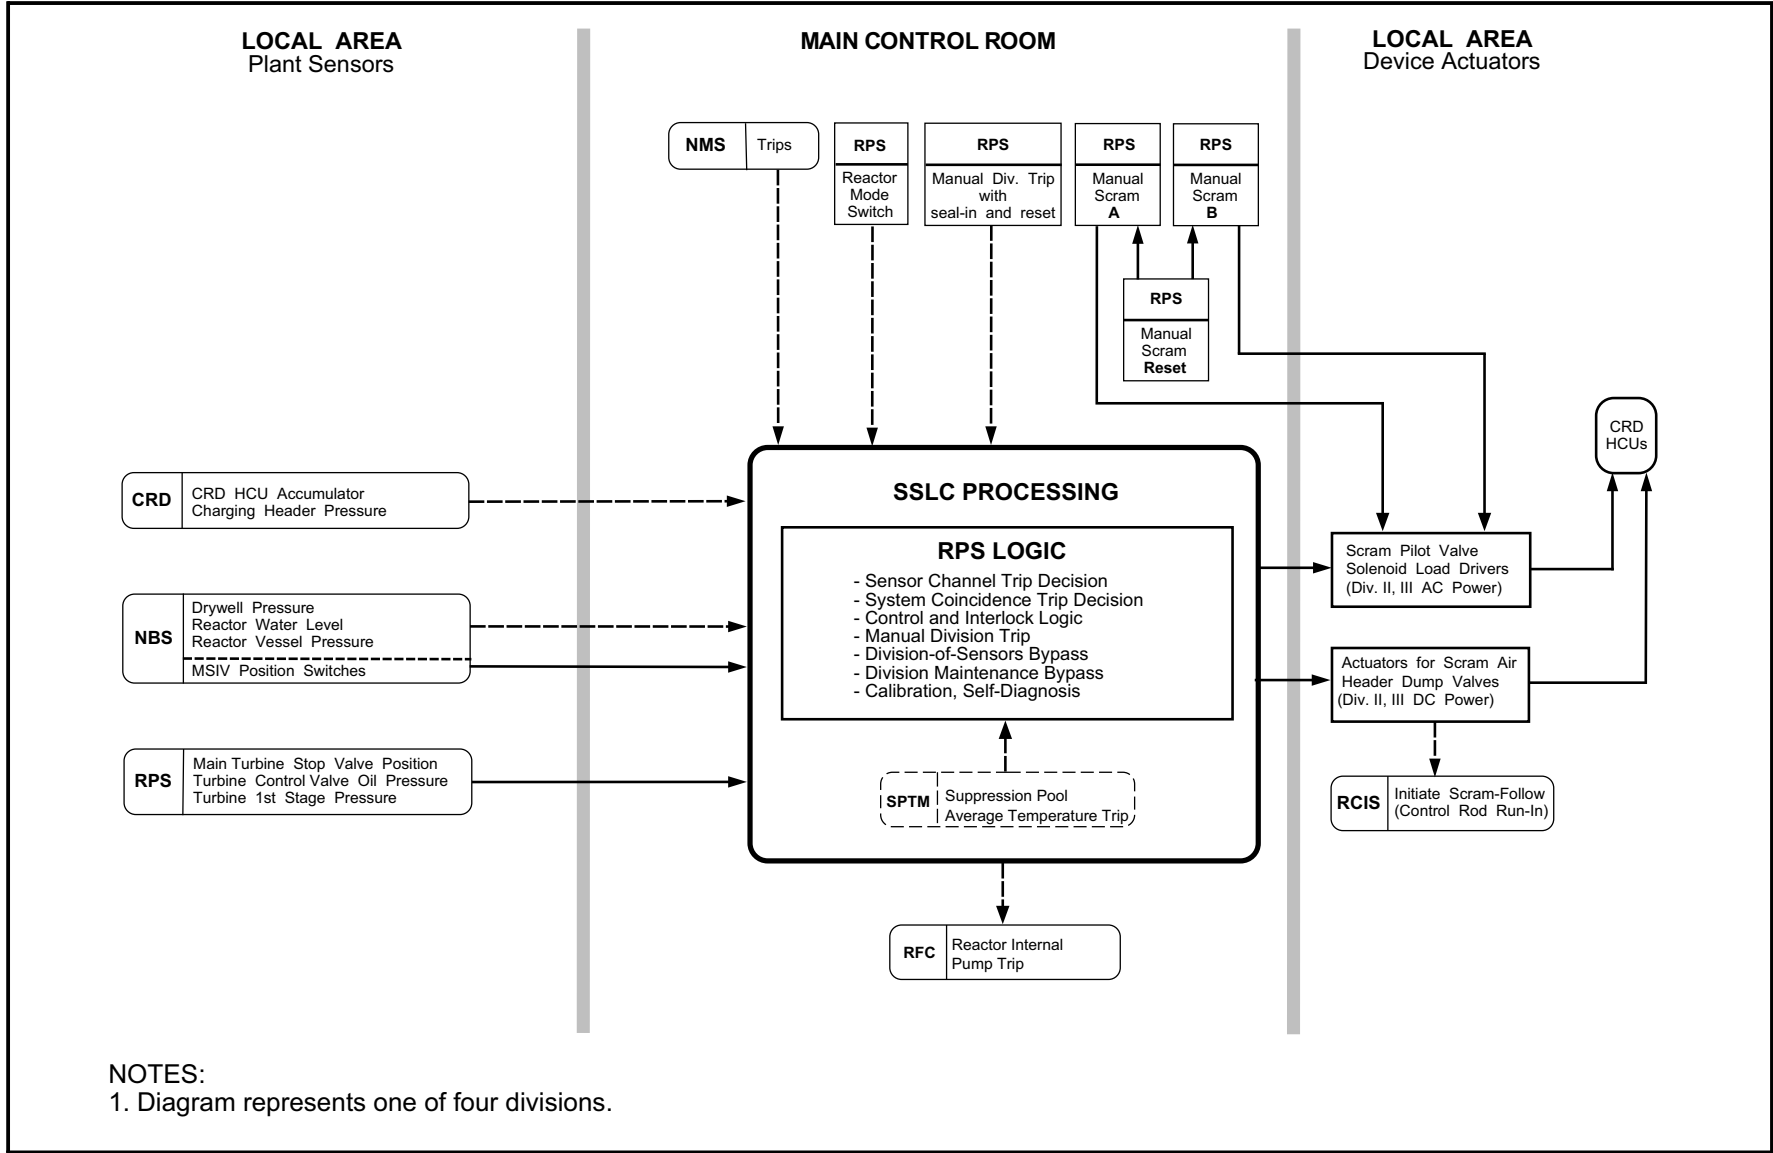 LOCAL AREA
Plant Sensors
MAIN CONTROL ROOM
LOCAL AREA
Device Actuators
NMS
Trips
RPS
Reactor
Mode
Switch
RPS
Manual Div. Trip
with
seal-in and reset
RPS
Manual
Scram
A
RPS
Manual
Scram
B
RPS
Manual
Scram
Reset
CRD
HCUs
CRD
CRD HCU Accumulator
Charging Header Pressure
NBS
Drywell Pressure
Reactor Water Level
Reactor Vessel Pressure
MSIV Position Switches
RPS
Main Turbine Stop Valve Position
Turbine Control Valve Oil Pressure
Turbine 1st Stage Pressure
SSLC PROCESSING
RPS LOGIC
- Sensor Channel Trip Decision
- System Coincidence Trip Decision
- Control and Interlock Logic
- Manual Division Trip
- Division-of-Sensors Bypass
- Division Maintenance Bypass
- Calibration, Self-Diagnosis
SPTM
Suppression Pool
Average Temperature Trip
Scram Pilot Valve
Solenoid Load Drivers
(Div. II, III AC Power)
Actuators for Scram Air
Header Dump Valves
(Div. II, III DC Power)
RCIS
Initiate Scram-Follow
(Control Rod Run-In)
RFC
Reactor Internal
Pump Trip
NOTES:
1. Diagram represents one of four divisions.